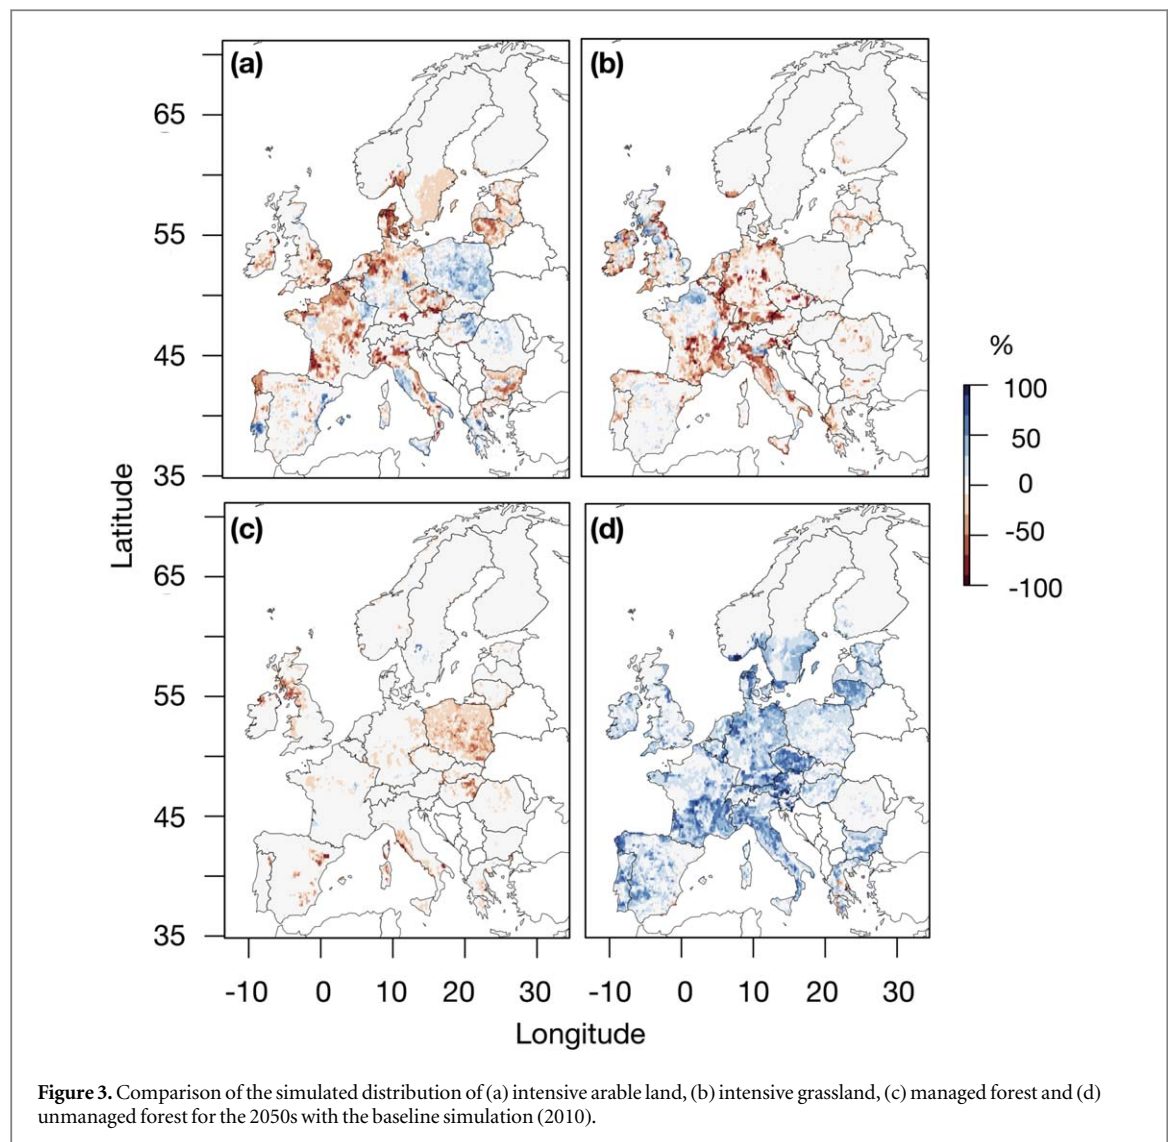 (a)
(b)
65
55
45
35
%
100
50
0
-50
-100
Latitude
(c)
(d)
65
55
45
35
-10 0 10 20 30
-10 0 10 20 30
Longitude
Figure 3. Comparison of the simulated distribution of (a) intensive arable land, (b) intensive grassland, (c) managed forest and (d)
unmanaged forest for the 2050s with the baseline simulation (2010).